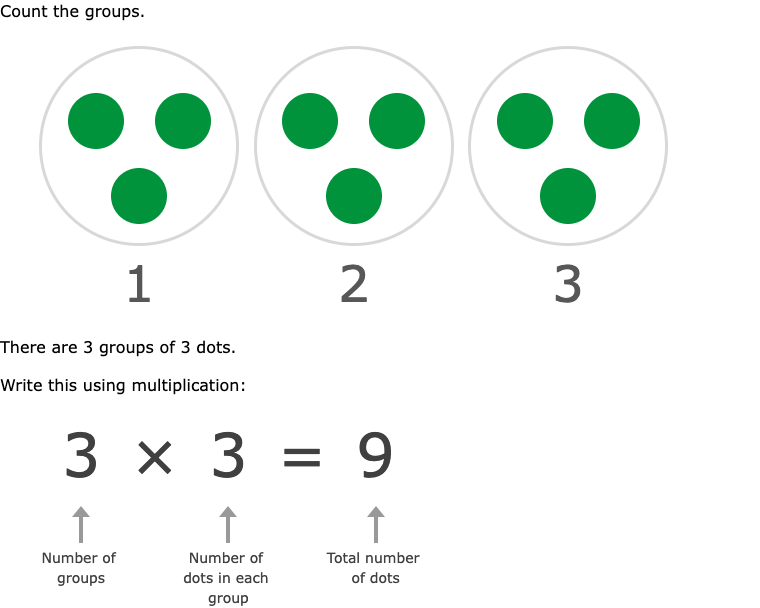 Count the groups.
1 2 3
There are 3 groups of 3 dots.
Write this using multiplication:
3 × 3 = 9
Number of groups
Number of dots in each group
Total number of dots